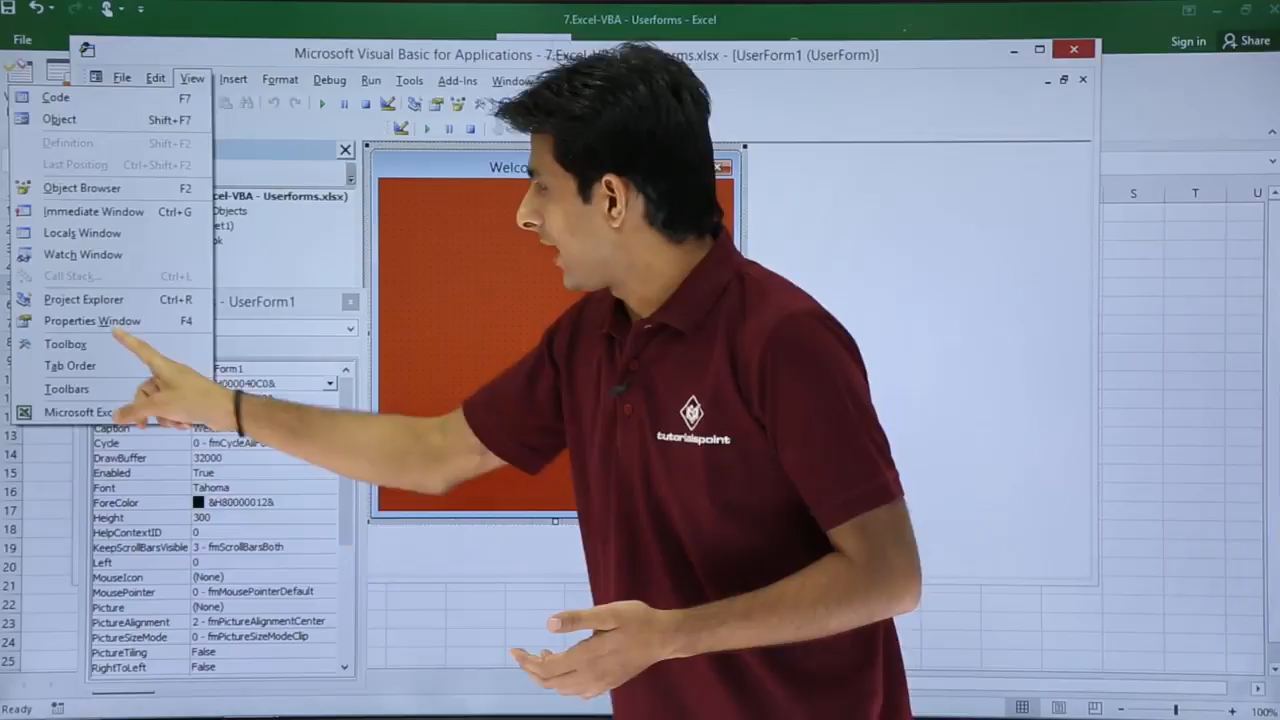 7.Excel-VBA - Userforms - Excel
File
Sign in
Share
Microsoft Visual Basic for Applications - 7.Excel
rms.xlsx - [UserForm1 (UserForm)]
File Edit View Insert Format Debug Run Tools Add-Ins Window
Code F7
Object Shift+F7
Definition Shift+F2
Last Position Ctrl+Shift+F2
Object Browser F2
Immediate Window Ctrl+G
Locals Window
Watch Window
Call Stack... Ctrl+L
Project Explorer Ctrl+R
Properties Window F4
Toolbox
Tab Order
Toolbars
Microsoft Exc
cel-VBA - Userforms.xlsx)
Objects
et1)
ok
Welco
S T U
- UserForm1
Form1
H000040C0&
Caption Wel
Cycle 0 - fmCycleAllFo
DrawBuffer 32000
Enabled True
Font Tahoma
ForeColor &H80000012&
Height 300
HelpContextID 0
KeepScrollBarsVisible 3 - fmScrollBarsBoth
Left 0
MouseIcon (None)
MousePointer 0 - fmMousePointerDefault
Picture (None)
PictureAlignment 2 - fmPictureAlignmentCenter
PictureSizeMode 0 - fmPictureSizeModeClip
PictureTiling False
RightToLeft False
13
14
15
16
17
18
19
20
21
22
23
24
25
tutorialspoint
Ready
100%